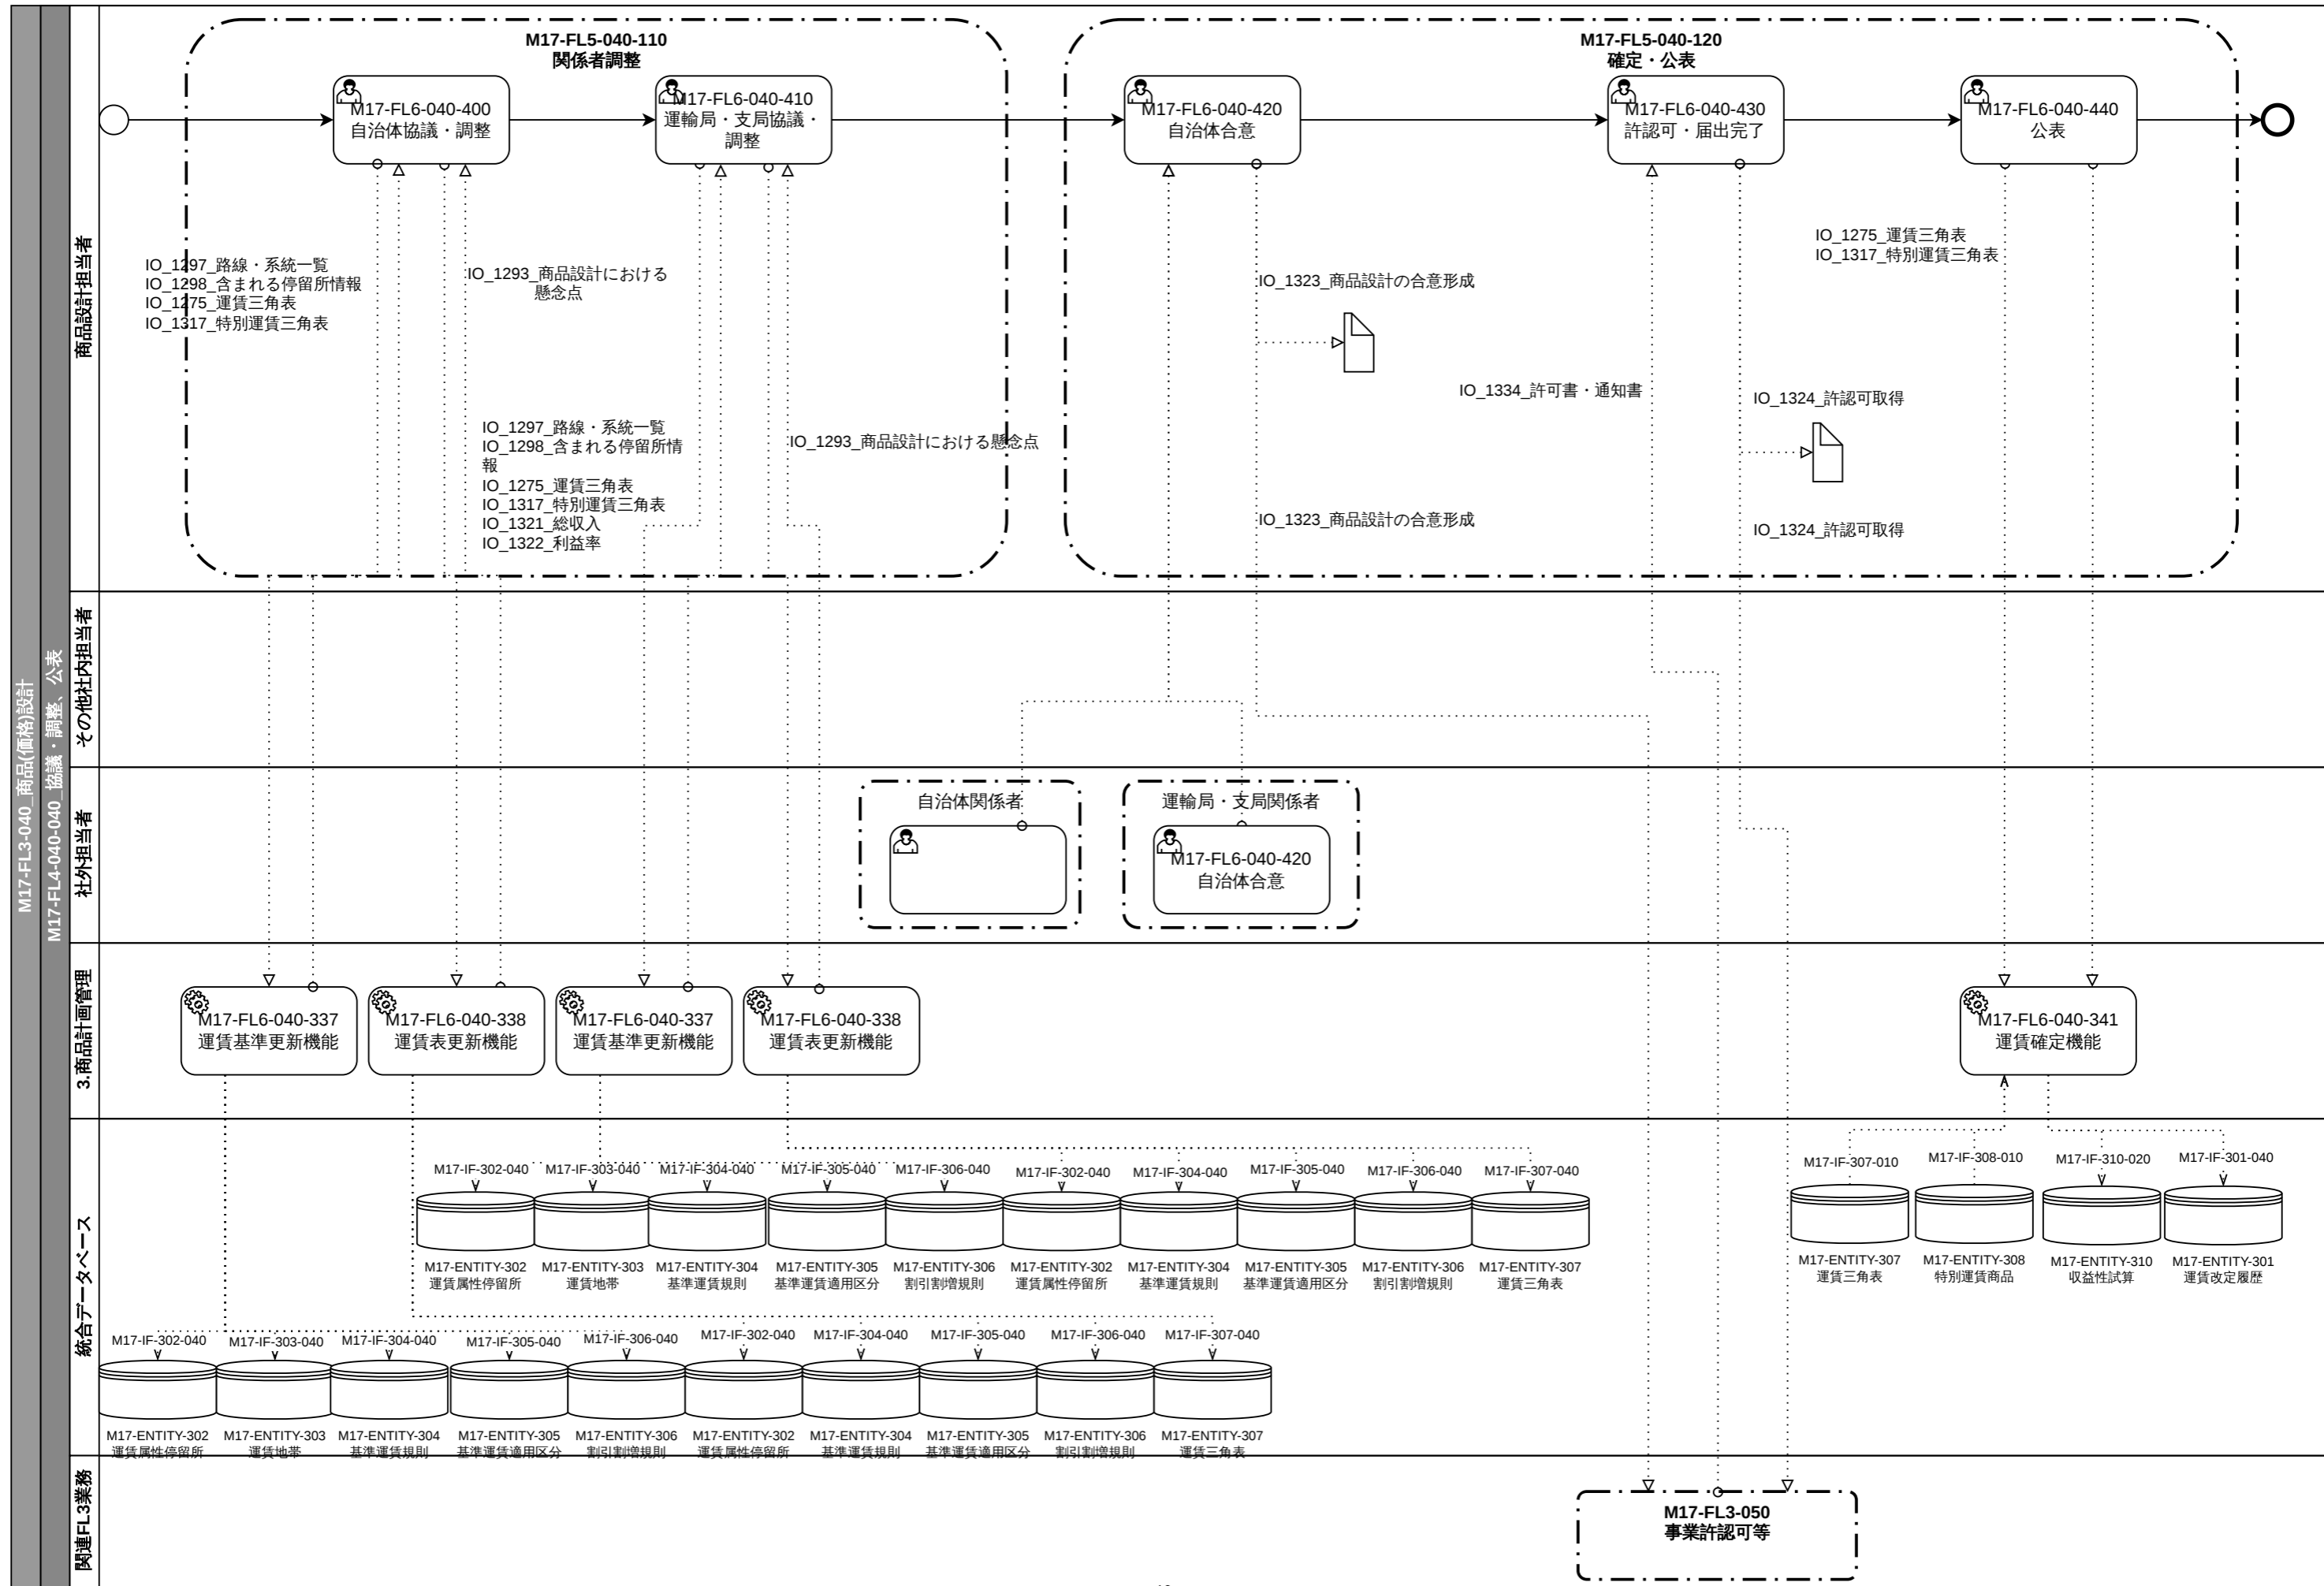 M17-FL3-040_商品(価格)設計
M17-FL4-040-040_協議・調整、公表
商品設計担当者
M17-FL5-040-110
関係者調整
M17-FL5-040-120
確定・公表
M17-FL6-040-400
自治体協議・調整
M17-FL6-040-410
運輸局・支局協議・
調整
M17-FL6-040-420
自治体合意
M17-FL6-040-430
許認可・届出完了
M17-FL6-040-440
公表
IO_1297_路線・系統一覧
IO_1298_含まれる停留所情報
IO_1275_運賃三角表
IO_1317_特別運賃三角表
IO_1293_商品設計における
懸念点
IO_1297_路線・系統一覧
IO_1298_含まれる停留所情
報
IO_1275_運賃三角表
IO_1317_特別運賃三角表
IO_1321_総収入
IO_1322_利益率
IO_1293_商品設計における懸念点
IO_1323_商品設計の合意形成
IO_1323_商品設計の合意形成
IO_1334_許可書・通知書
IO_1324_許認可取得
IO_1324_許認可取得
IO_1275_運賃三角表
IO_1317_特別運賃三角表
その他社内担当者
社外担当者
自治体関係者
運輸局・支局関係者
M17-FL6-040-420
自治体合意
3.商品計画管理
M17-FL6-040-337
運賃基準更新機能
M17-FL6-040-338
運賃表更新機能
M17-FL6-040-337
運賃基準更新機能
M17-FL6-040-338
運賃表更新機能
M17-FL6-040-341
運賃確定機能
統合データベース
M17-IF-302-040
M17-IF-303-040
M17-IF-304-040
M17-IF-305-040
M17-IF-306-040
M17-IF-302-040
M17-IF-304-040
M17-IF-305-040
M17-IF-306-040
M17-IF-307-040
M17-IF-307-010
M17-IF-308-010
M17-IF-310-020
M17-IF-301-040
M17-ENTITY-302
運賃属性停留所
M17-ENTITY-303
運賃地帯
M17-ENTITY-304
基準運賃規則
M17-ENTITY-305
基準運賃適用区分
M17-ENTITY-306
割引割増規則
M17-ENTITY-302
運賃属性停留所
M17-ENTITY-304
基準運賃規則
M17-ENTITY-305
基準運賃適用区分
M17-ENTITY-306
割引割増規則
M17-ENTITY-307
運賃三角表
M17-ENTITY-307
運賃三角表
M17-ENTITY-308
特別運賃商品
M17-ENTITY-310
収益性試算
M17-ENTITY-301
運賃改定履歴
M17-IF-302-040
M17-IF-303-040
M17-IF-304-040
M17-IF-305-040
M17-IF-306-040
M17-IF-302-040
M17-IF-304-040
M17-IF-305-040
M17-IF-306-040
M17-IF-307-040
M17-ENTITY-302
運賃属性停留所
M17-ENTITY-303
運賃地帯
M17-ENTITY-304
基準運賃規則
M17-ENTITY-305
基準運賃適用区分
M17-ENTITY-306
割引割増規則
M17-ENTITY-302
運賃属性停留所
M17-ENTITY-304
基準運賃規則
M17-ENTITY-305
基準運賃適用区分
M17-ENTITY-306
割引割増規則
M17-ENTITY-307
運賃三角表
関連FL3業務
M17-FL3-050
事業許認可等